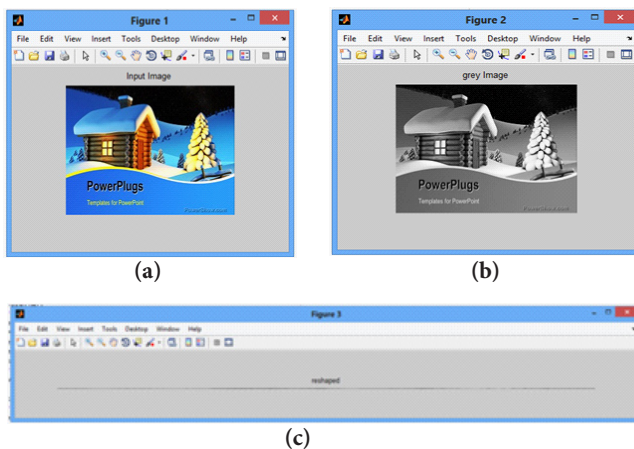 Figure 1
File Edit View Insert Tools Desktop Window Help
Input Image
PowerPlugs
Templates for PowerPoint
(a)
Figure 2
File Edit View Insert Tools Desktop Window Help
grey Image
PowerPlugs
Templates for PowerPoint
(b)
Figure 3
File Edit View Insert Tools Desktop Window Help
reshaped
(c)